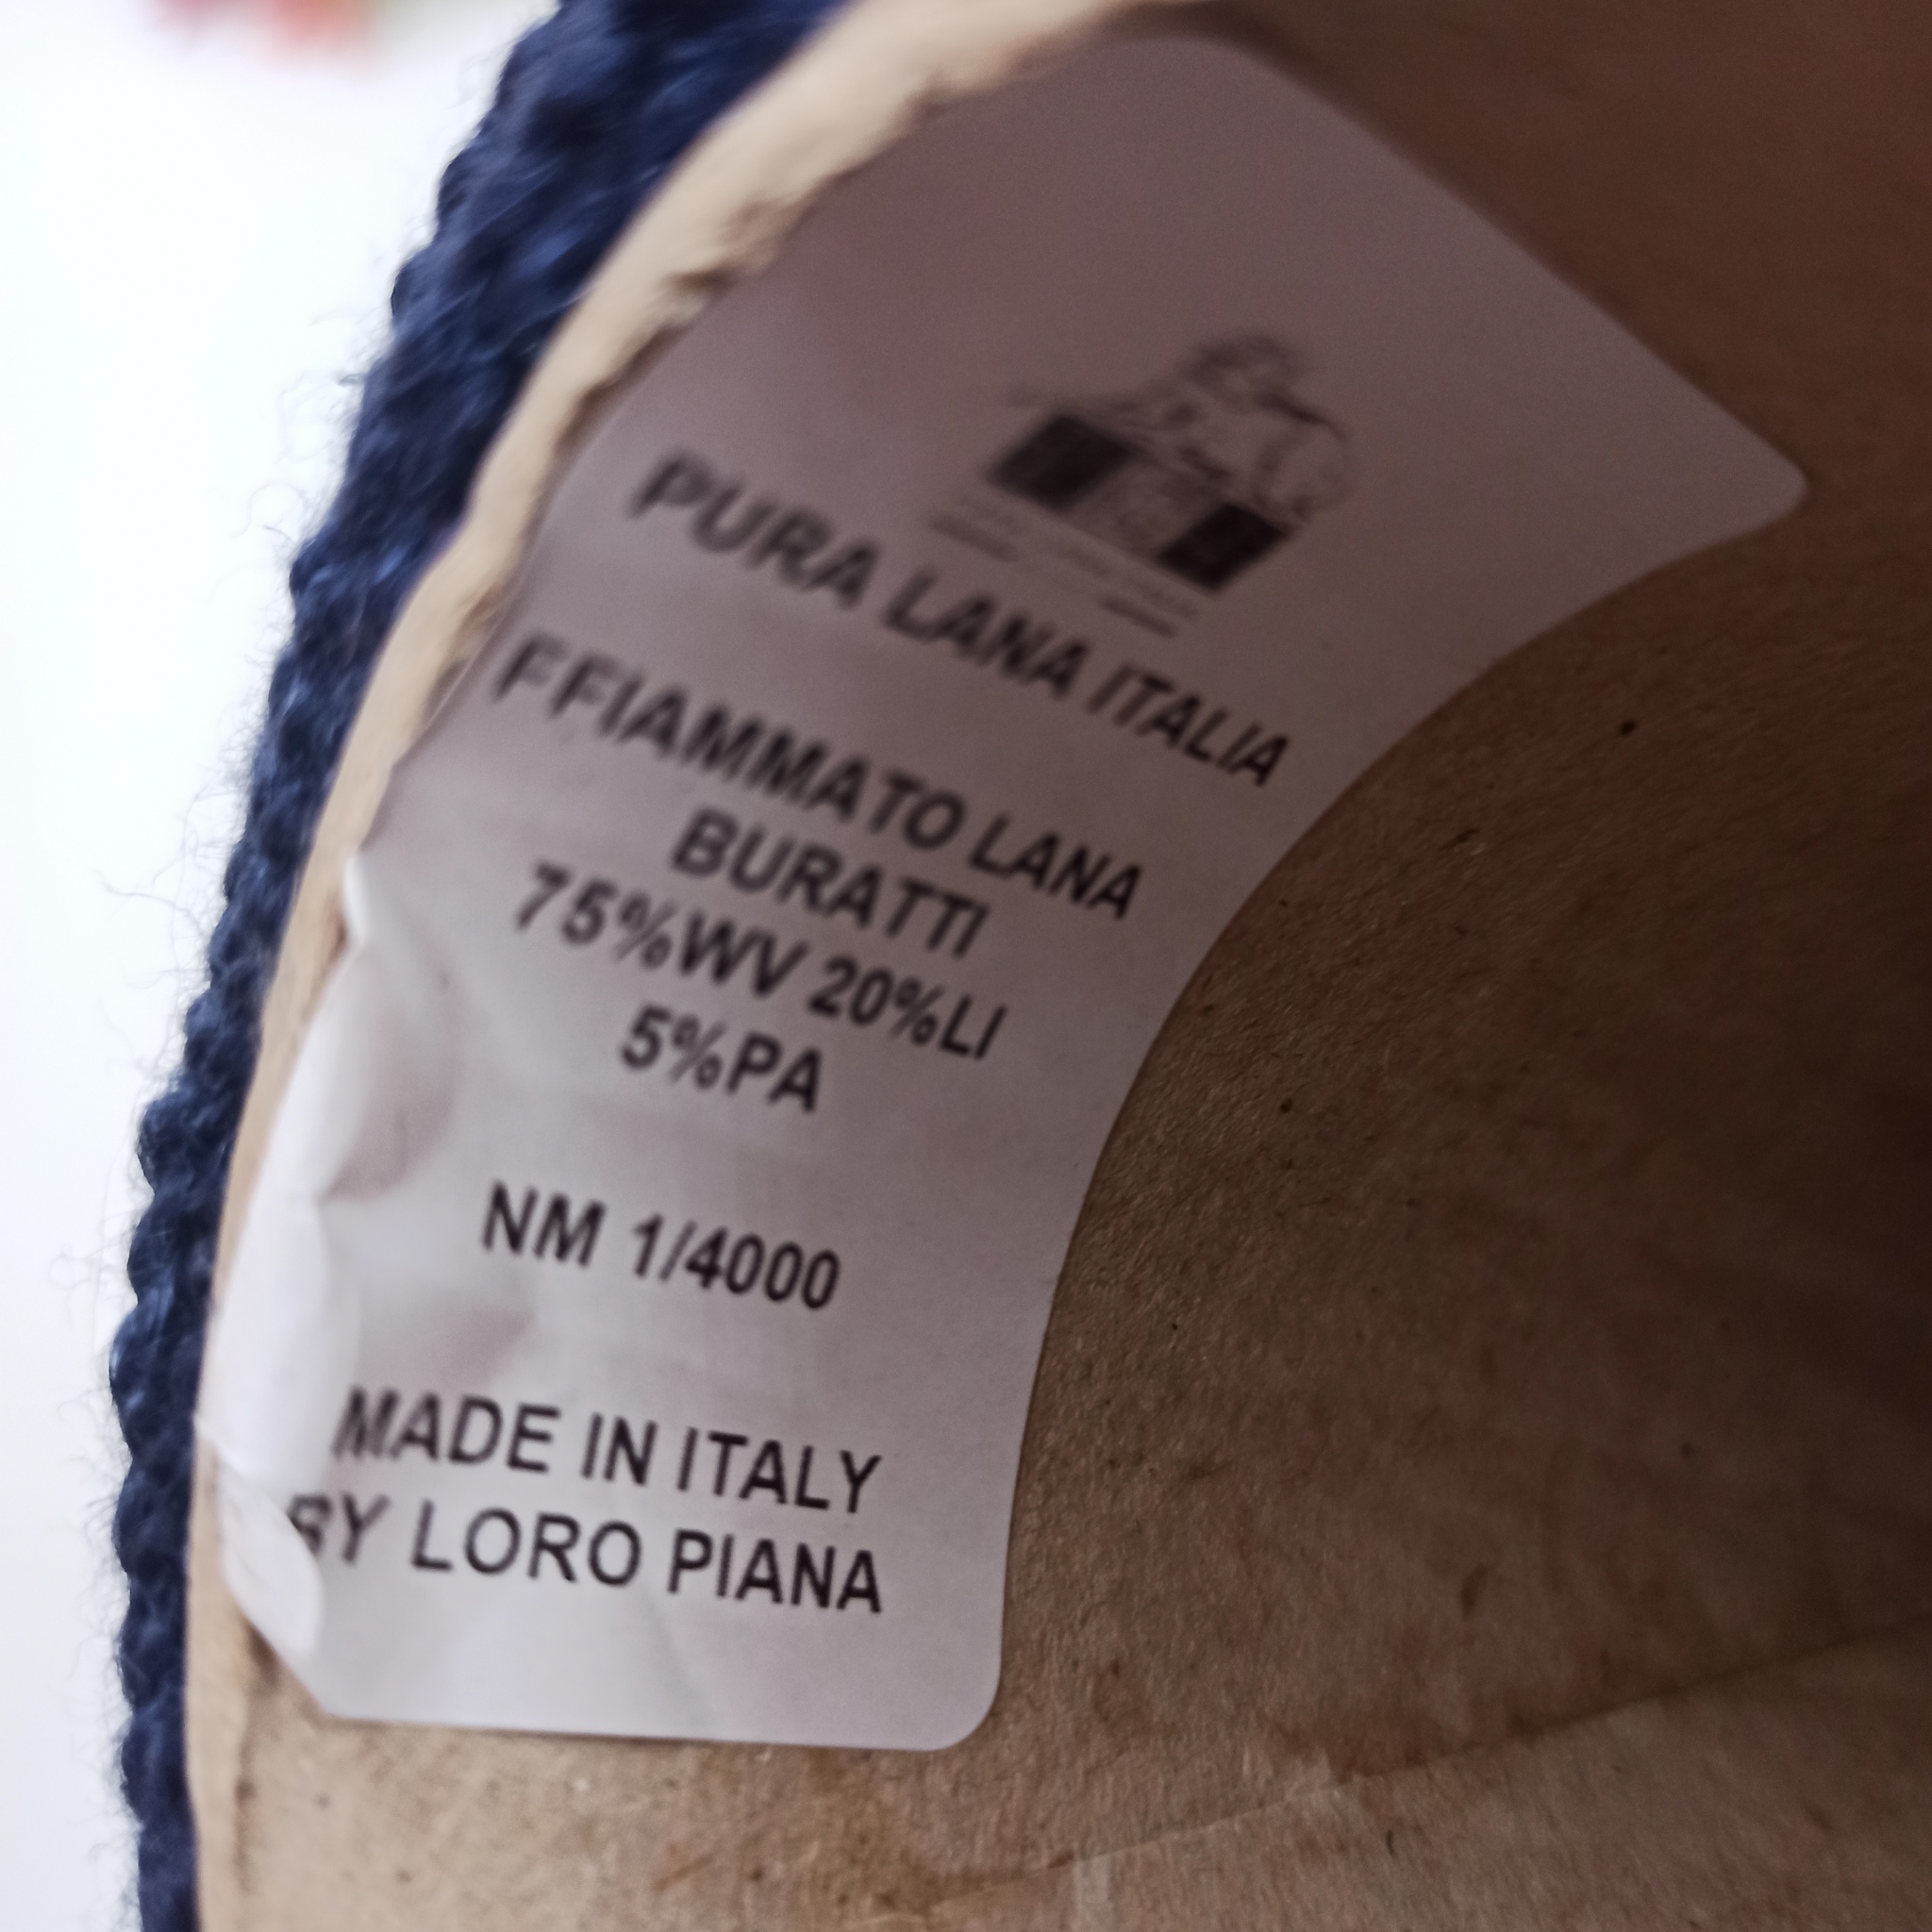 PURA LANA ITALIA
FFIAMMATO LANA
BURATTI
75%WV 20%LI
5%PA
NM 1/4000
MADE IN ITALY
BY LORO PIANA